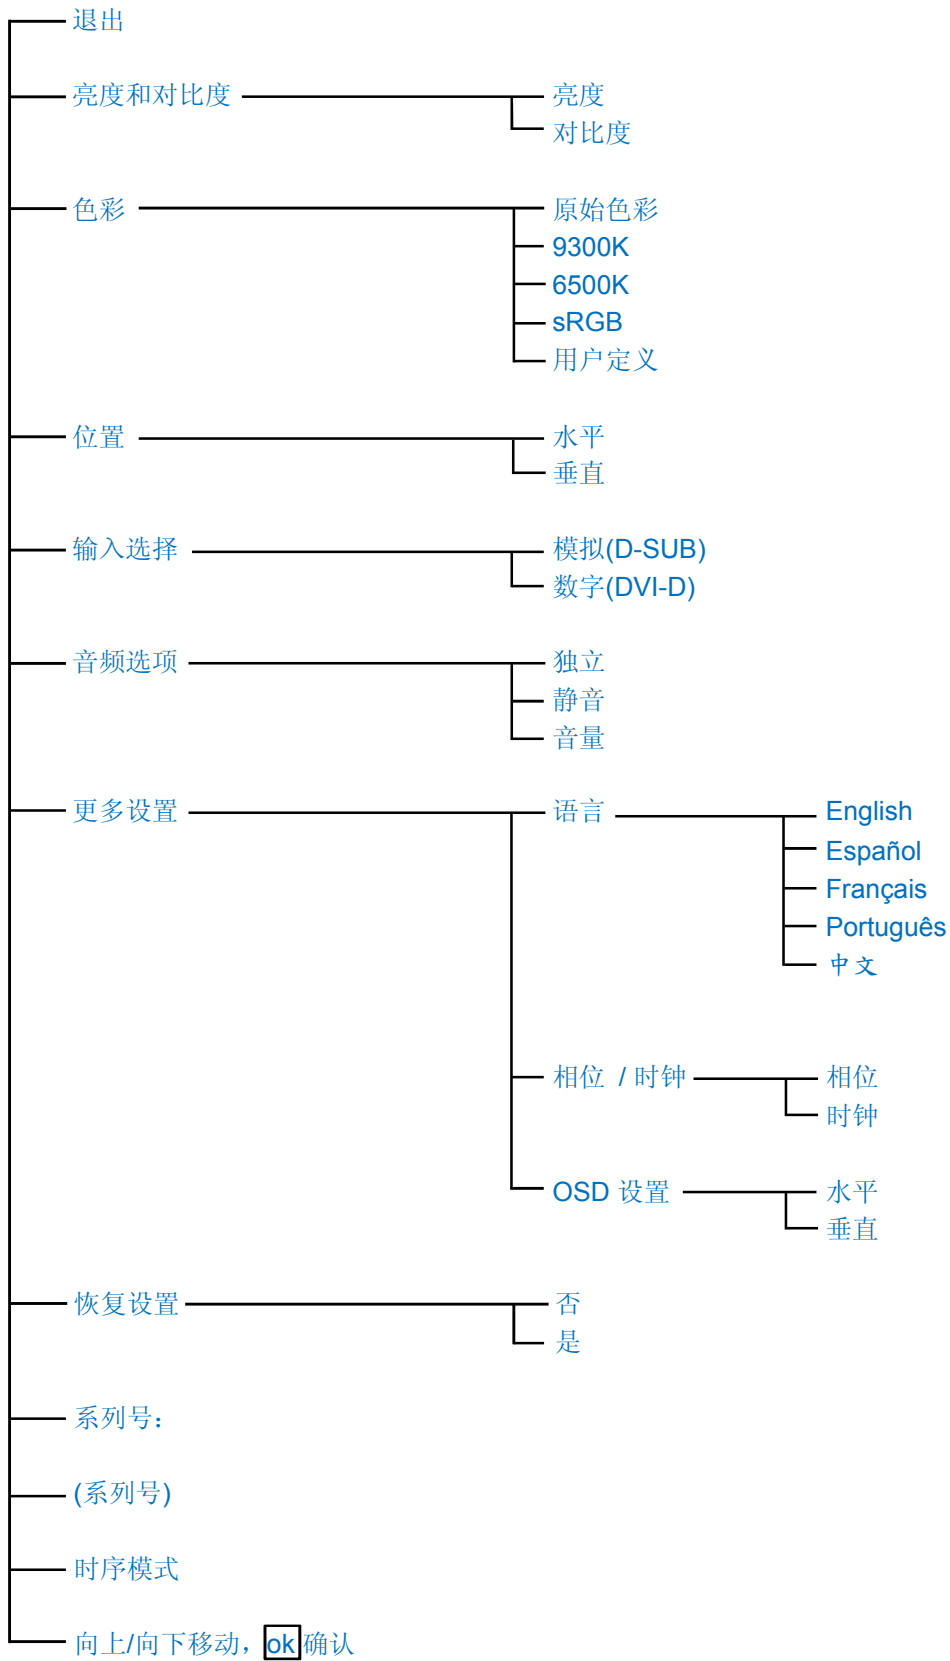 退出
亮度和对比度 亮度
对比度
色彩 原始色彩
9300K
6500K
sRGB
用户定义
位置 水平
垂直
输入选择 模拟(D-SUB)
数字(DVI-D)
音频选项 独立
静音
音量
更多设置 语言 English
Español
Français
Português
中文
相位 / 时钟 相位
时钟
OSD 设置 水平
垂直
恢复设置 否
是
系列号：
(系列号)
时序模式
向上/向下移动，ok确认